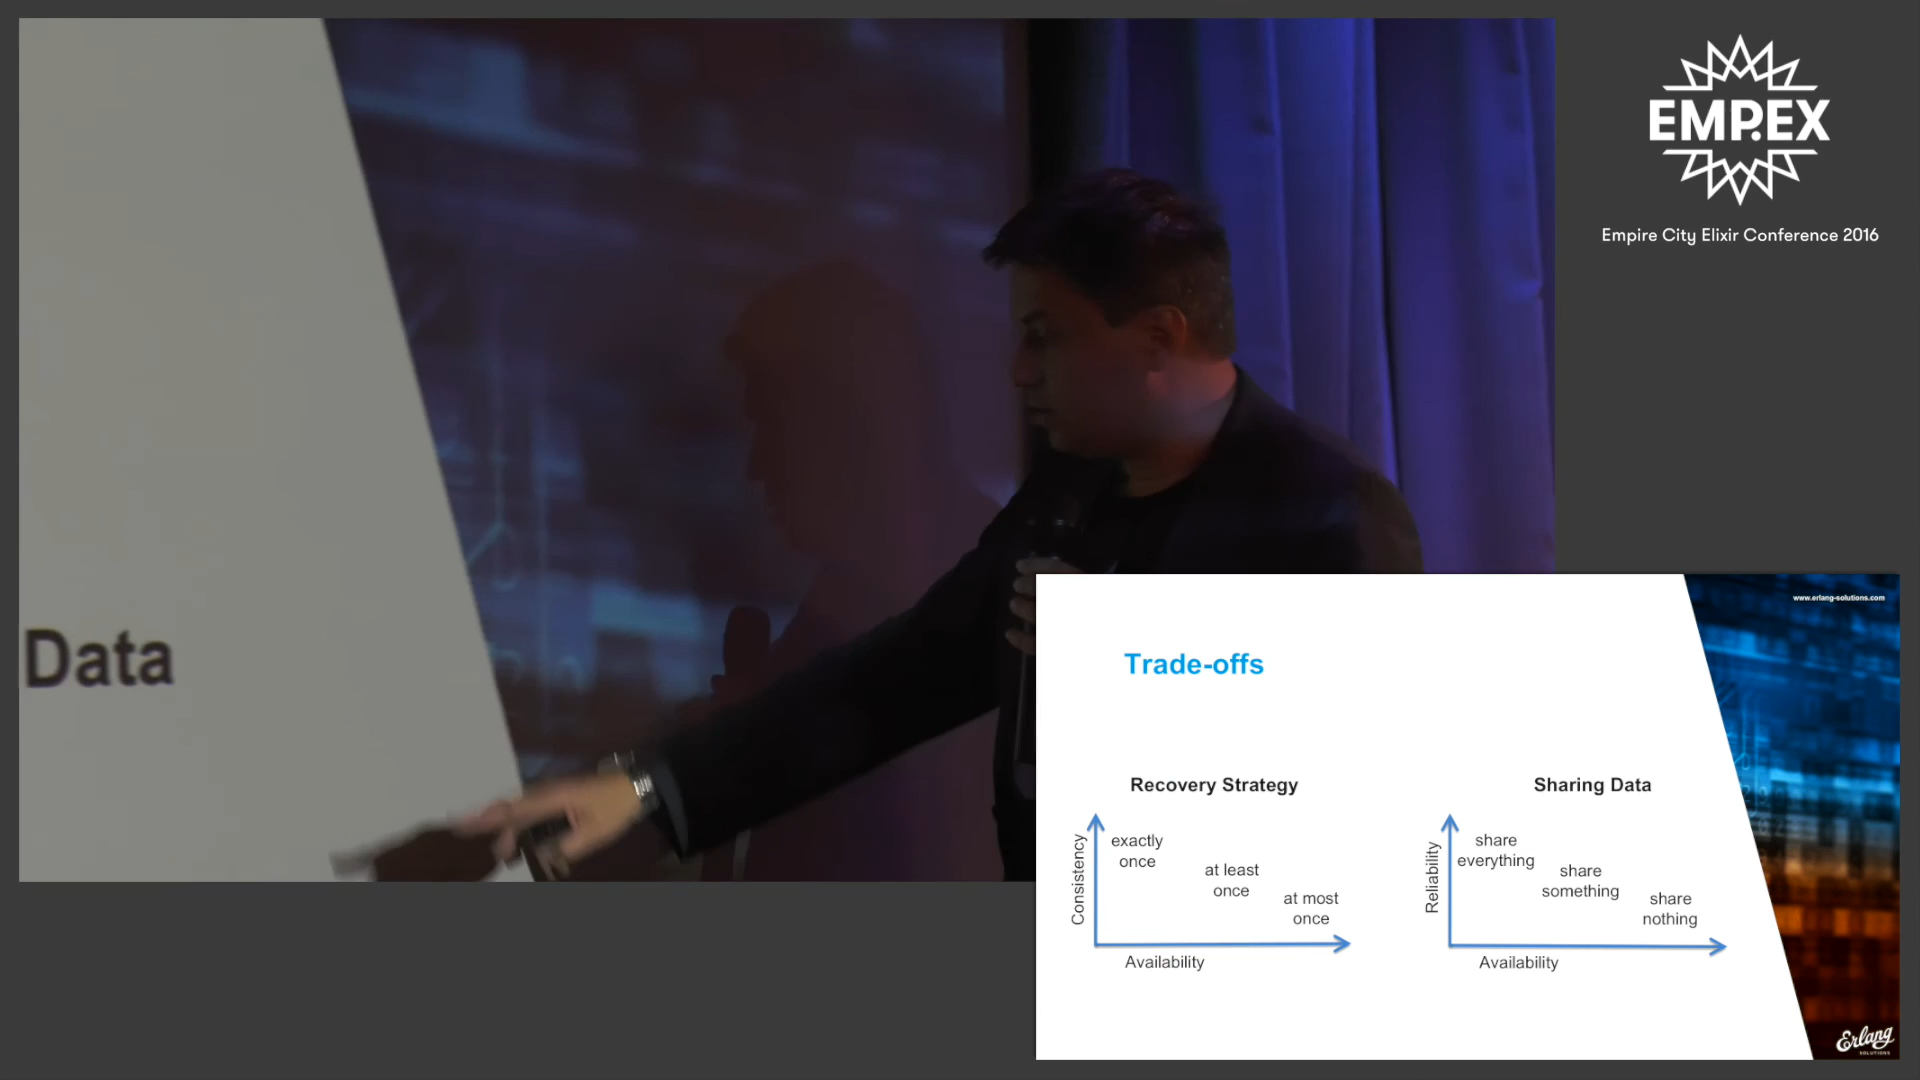 EMPEX
Empire City Elixir Conference 2016
Data
www.erlang-solutions.com
Trade-offs
Recovery Strategy
Consistency
exactly
once
at least
once
at most
once
Availability
Sharing Data
Reliability
share
everything
share
something
share
nothing
Availability
Erlang
SOLUTIONS